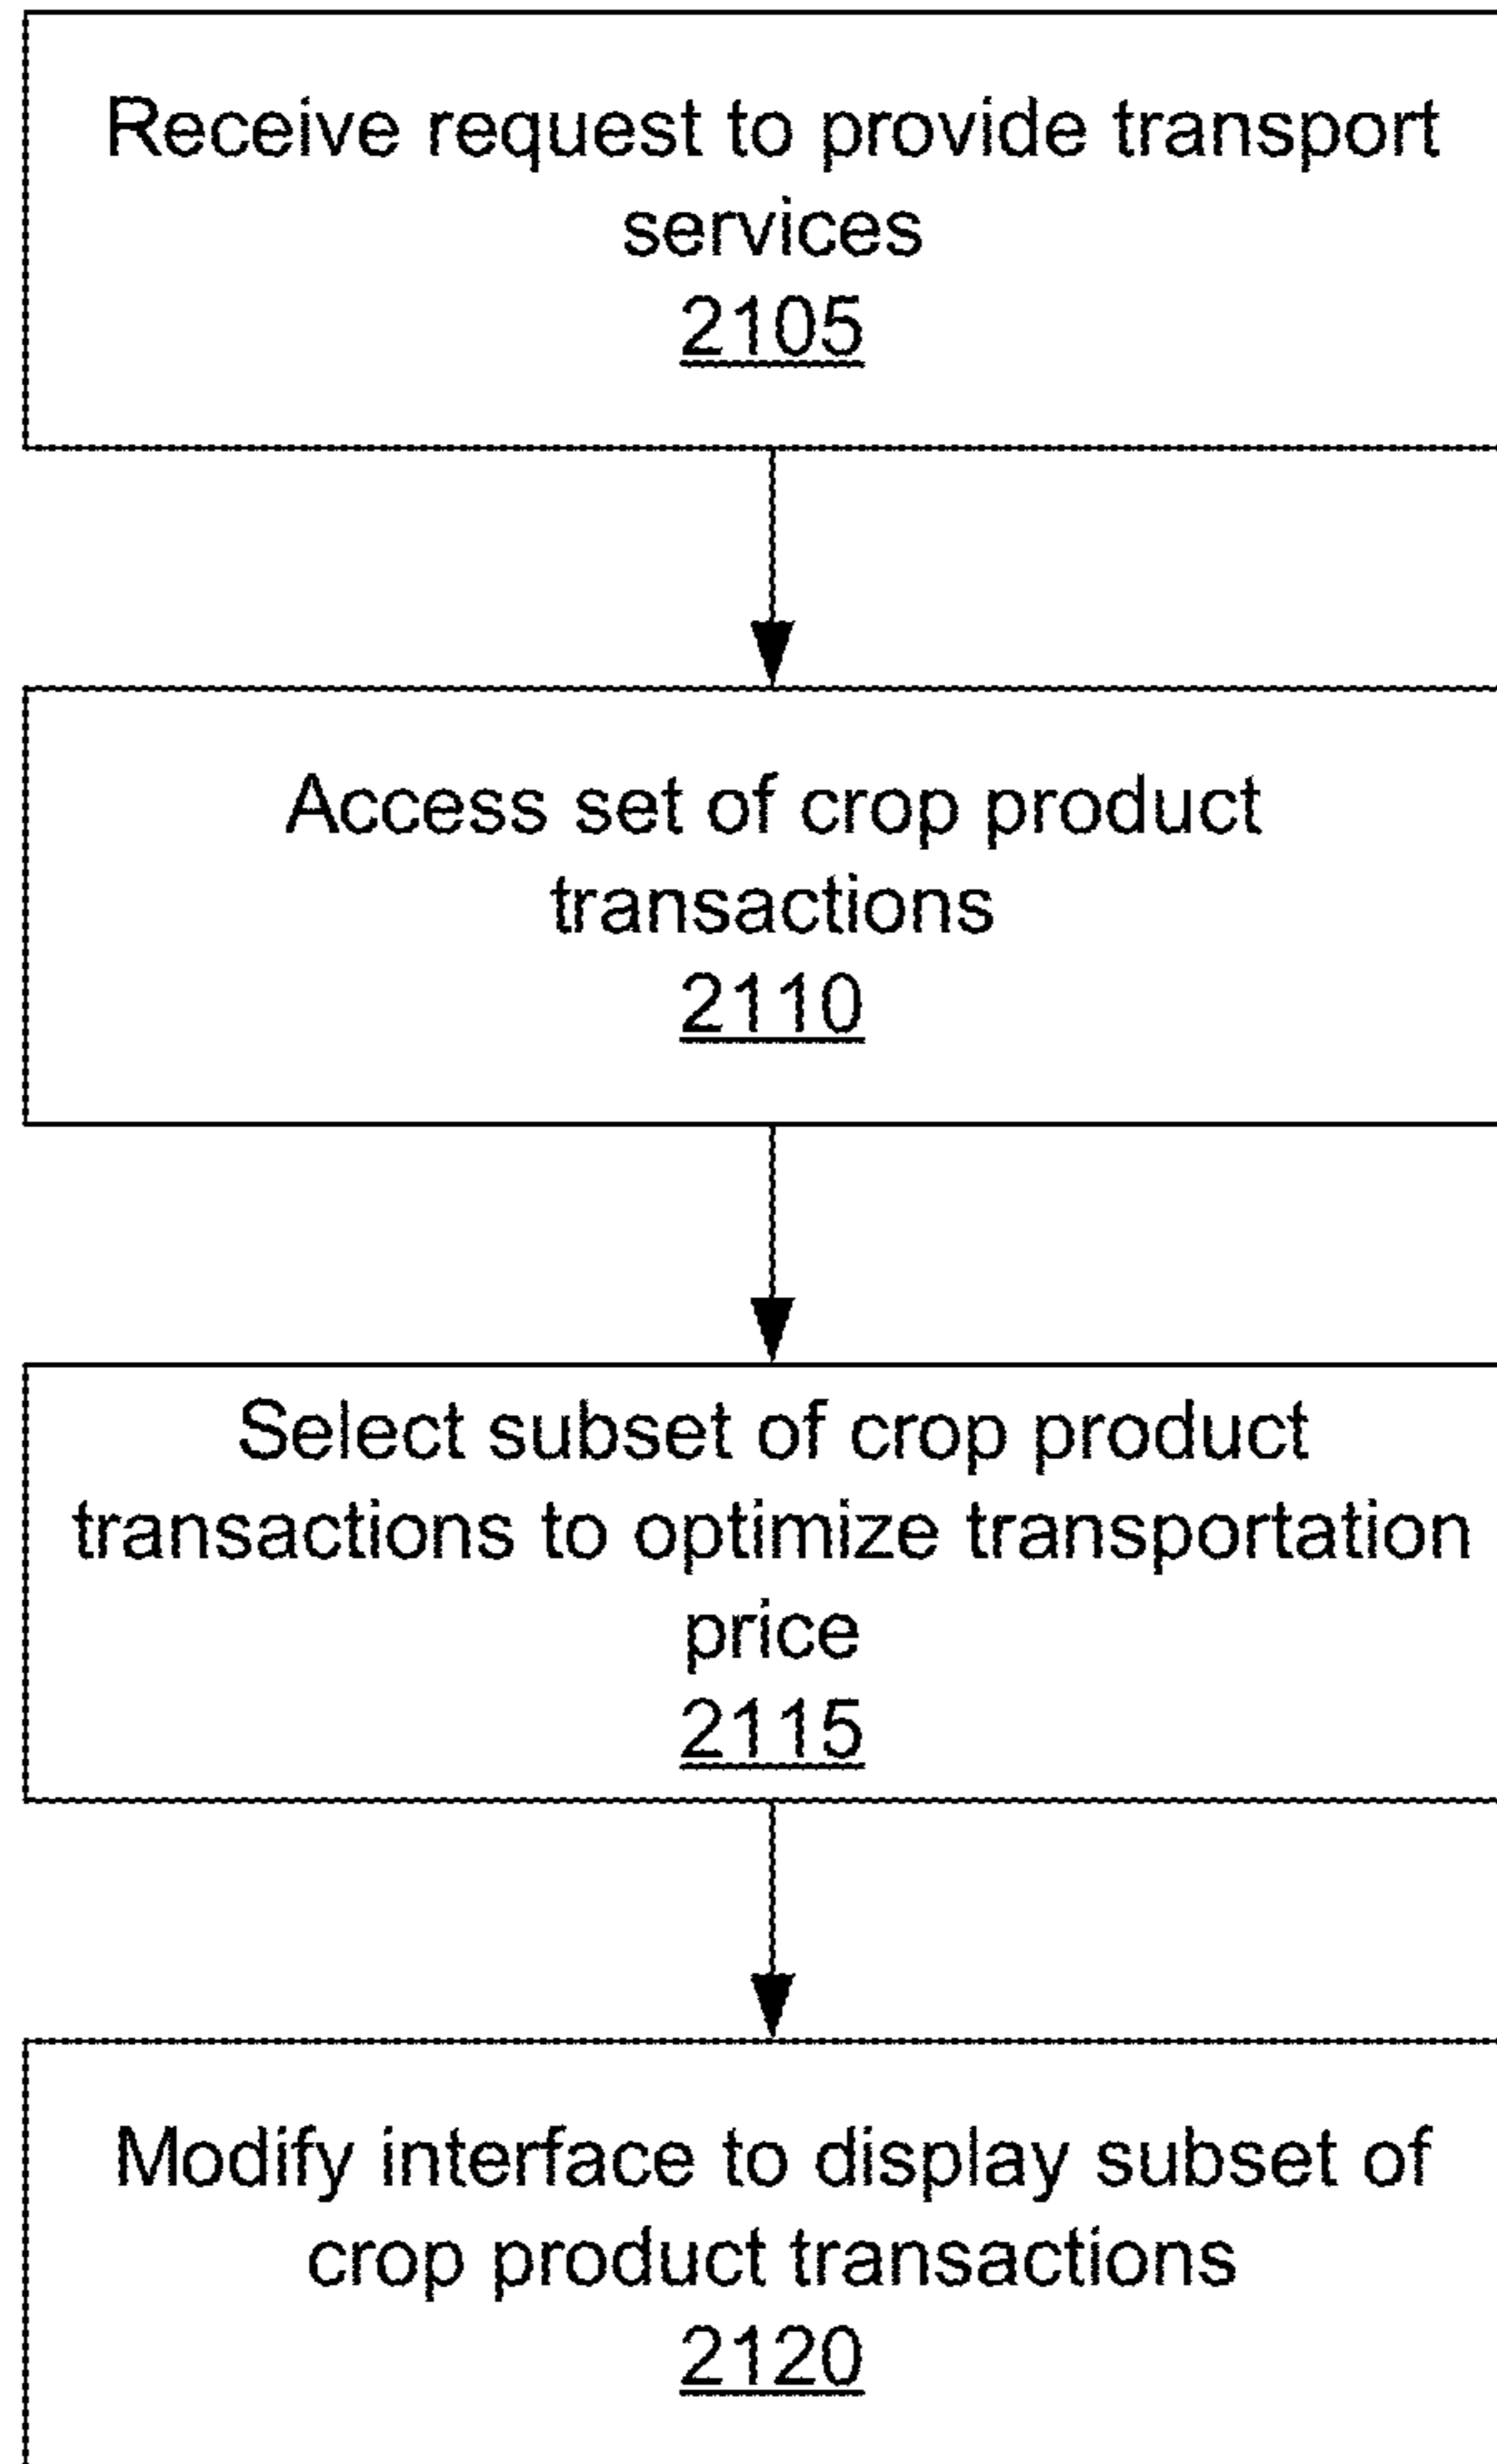 Receive request to provide transport
services
2105
Access set of crop product
transactions
2110
Select subset of crop product
transactions to optimize transportation
price
2115
Modify interface to display subset of
crop product transactions
2120